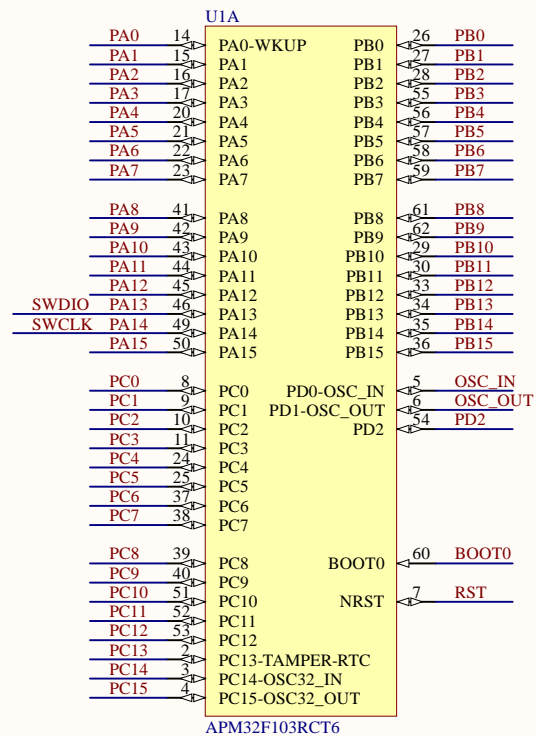 U1A
PA0 14 PA0-WKUP PB0 26 PB0
PA1 15 PA1 PB1 27 PB1
PA2 16 PA2 PB2 28 PB2
PA3 17 PA3 PB3 55 PB3
PA4 20 PA4 PB4 56 PB4
PA5 21 PA5 PB5 57 PB5
PA6 22 PA6 PB6 58 PB6
PA7 23 PA7 PB7 59 PB7
PA8 41 PA8 PB8 61 PB8
PA9 42 PA9 PB9 62 PB9
PA10 43 PA10 PB10 29 PB10
PA11 44 PA11 PB11 30 PB11
PA12 45 PA12 PB12 33 PB12
SWDIO PA13 46 PA13 PB13 34 PB13
SWCLK PA14 49 PA14 PB14 35 PB14
PA15 50 PA15 PB15 36 PB15
PC0 8 PC0 PD0-OSC_IN 5 OSC_IN
PC1 9 PC1 PD1-OSC_OUT 6 OSC_OUT
PC2 10 PC2 PD2 54 PD2
PC3 11 PC3
PC4 24 PC4
PC5 25 PC5
PC6 37 PC6
PC7 38 PC7
PC8 39 PC8 BOOT0 60 BOOT0
PC9 40 PC9
PC10 51 PC10 NRST 7 RST
PC11 52 PC11
PC12 53 PC12
PC13 2 PC13-TAMPER-RTC
PC14 3 PC14-OSC32_IN
PC15 4 PC15-OSC32_OUT
APM32F103RCT6